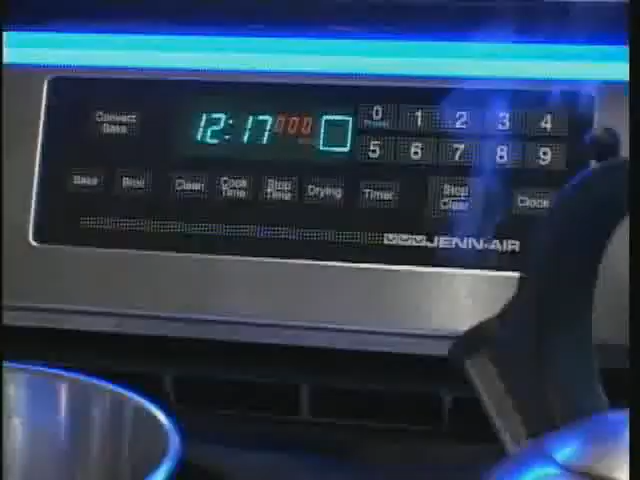 Convect Bake
12:17 000
0 1 2 3 4
5 6 7 8 9
Bake Broil Clean Cook Time Stop Time Drying Timer Stop Clear Clock
JENN-AIR